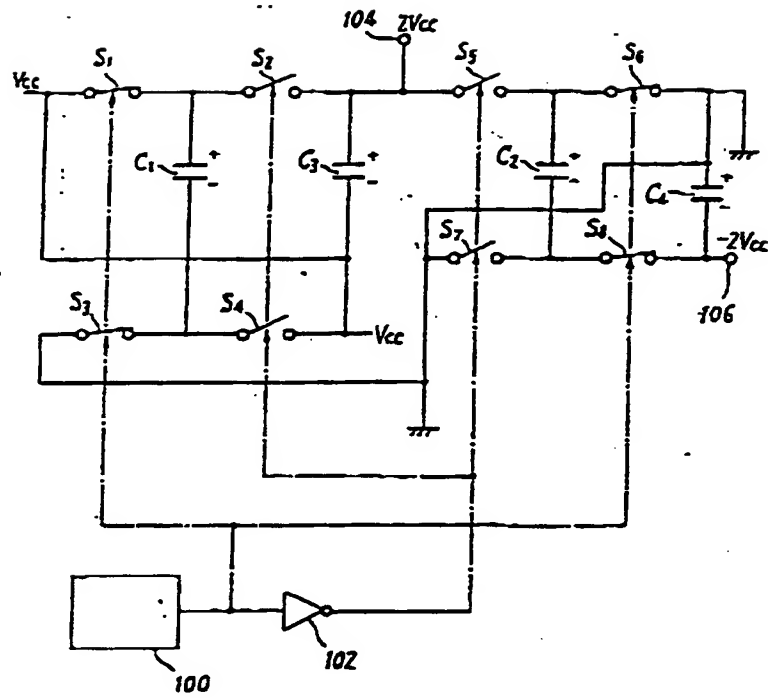 104 2Vcc
Vcc S1 S2 S5 S6
C1 + - C3 + - C2 + - C4 + -
S7 S8 -2Vcc
106
S3 S4 Vcc
100 102